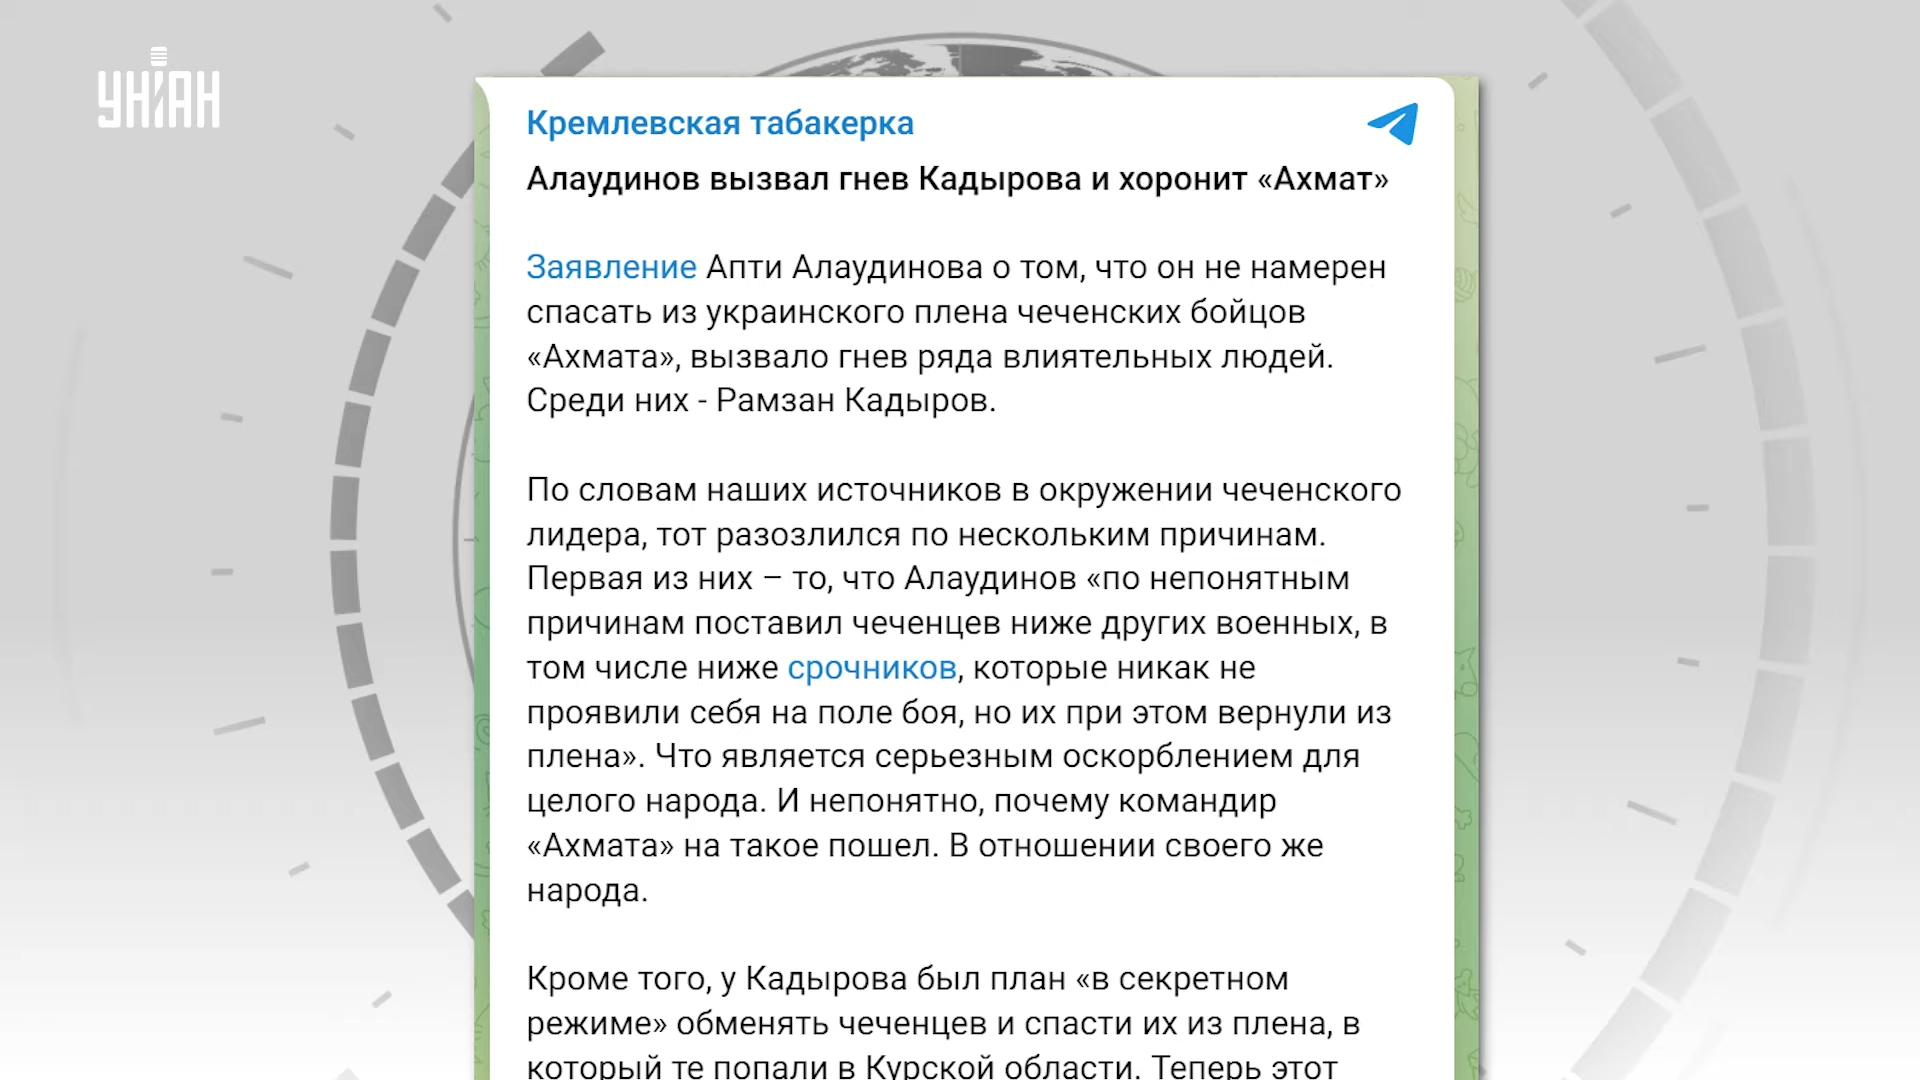 УНІАН
Кремлевская табакерка
Алаудинов вызвал гнев Кадырова и хоронит «Ахмат»
Заявление Апти Алаудинова о том, что он не намерен
спасать из украинского плена чеченских бойцов
«Ахмата», вызвало гнев ряда влиятельных людей.
Среди них - Рамзан Кадыров.
По словам наших источников в окружении чеченского
лидера, тот разозлился по нескольким причинам.
Первая из них – то, что Алаудинов «по непонятным
причинам поставил чеченцев ниже других военных, в
том числе ниже срочников, которые никак не
проявили себя на поле боя, но их при этом вернули из
плена». Что является серьезным оскорблением для
целого народа. И непонятно, почему командир
«Ахмата» на такое пошел. В отношении своего же
народа.
Кроме того, у Кадырова был план «в секретном
режиме» обменять чеченцев и спасти их из плена, в
который те попали в Курской области. Теперь этот